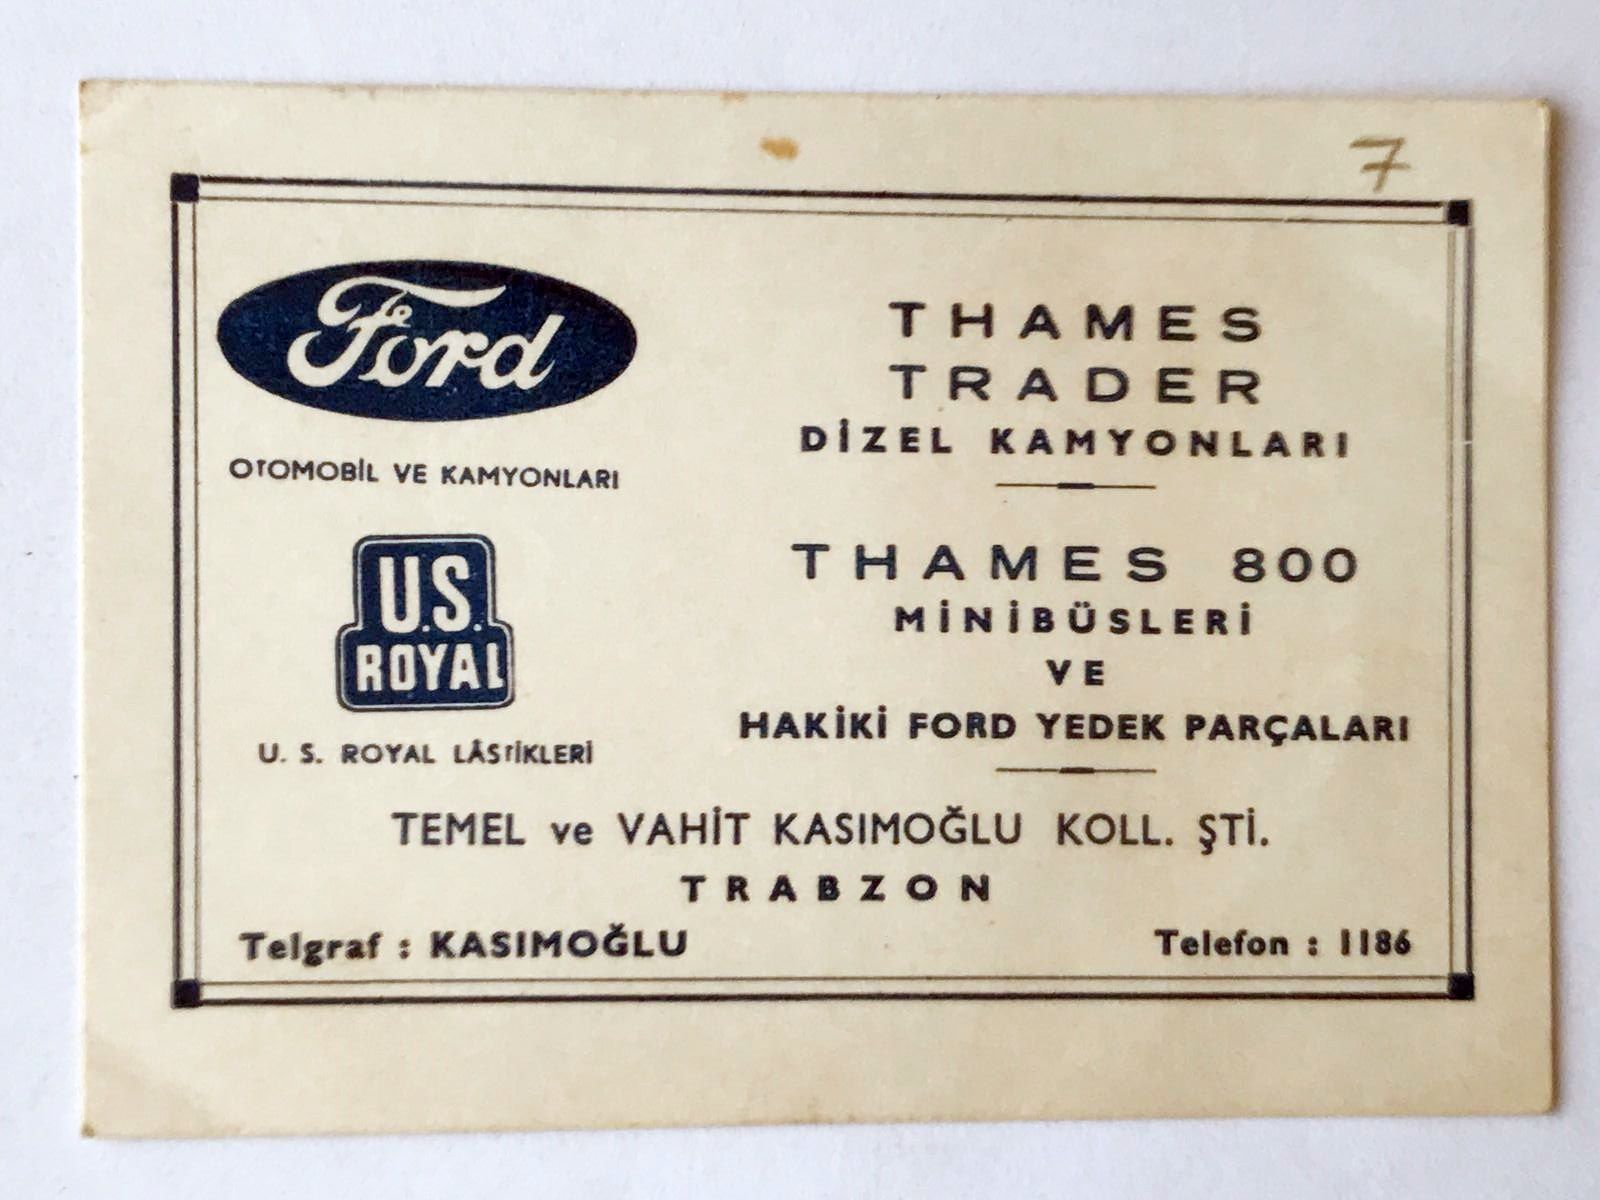 7
Ford
OTOMOBİL VE KAMYONLARI
U.S.
ROYAL
U. S. ROYAL LÂSTİKLERİ
THAMES
TRADER
DİZEL KAMYONLARI
THAMES 800
MİNİBÜSLERİ
VE
HAKİKİ FORD YEDEK PARÇALARI
TEMEL ve VAHİT KASIMOĞLU KOLL. ŞTİ.
TRABZON
Telgraf : KASIMOĞLU
Telefon : 1186